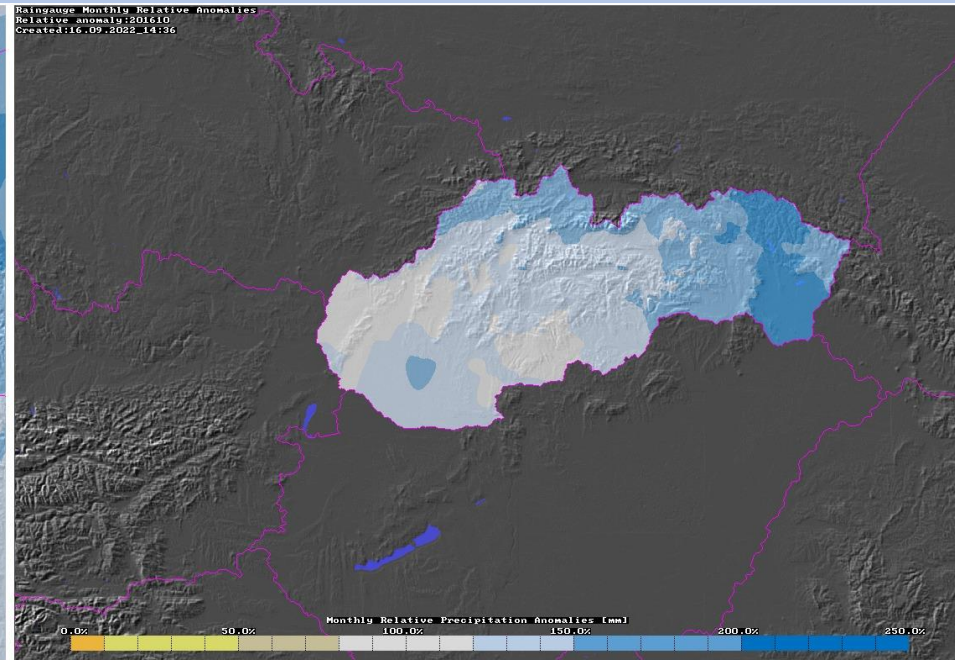 Raingauge Monthly Relative Anomalies
Relative anomaly:201610
Created:16.09.2022_14:36
Monthly Relative Precipitation Anomalies [mm]
0.0% 50.0% 100.0% 150.0% 200.0% 250.0%